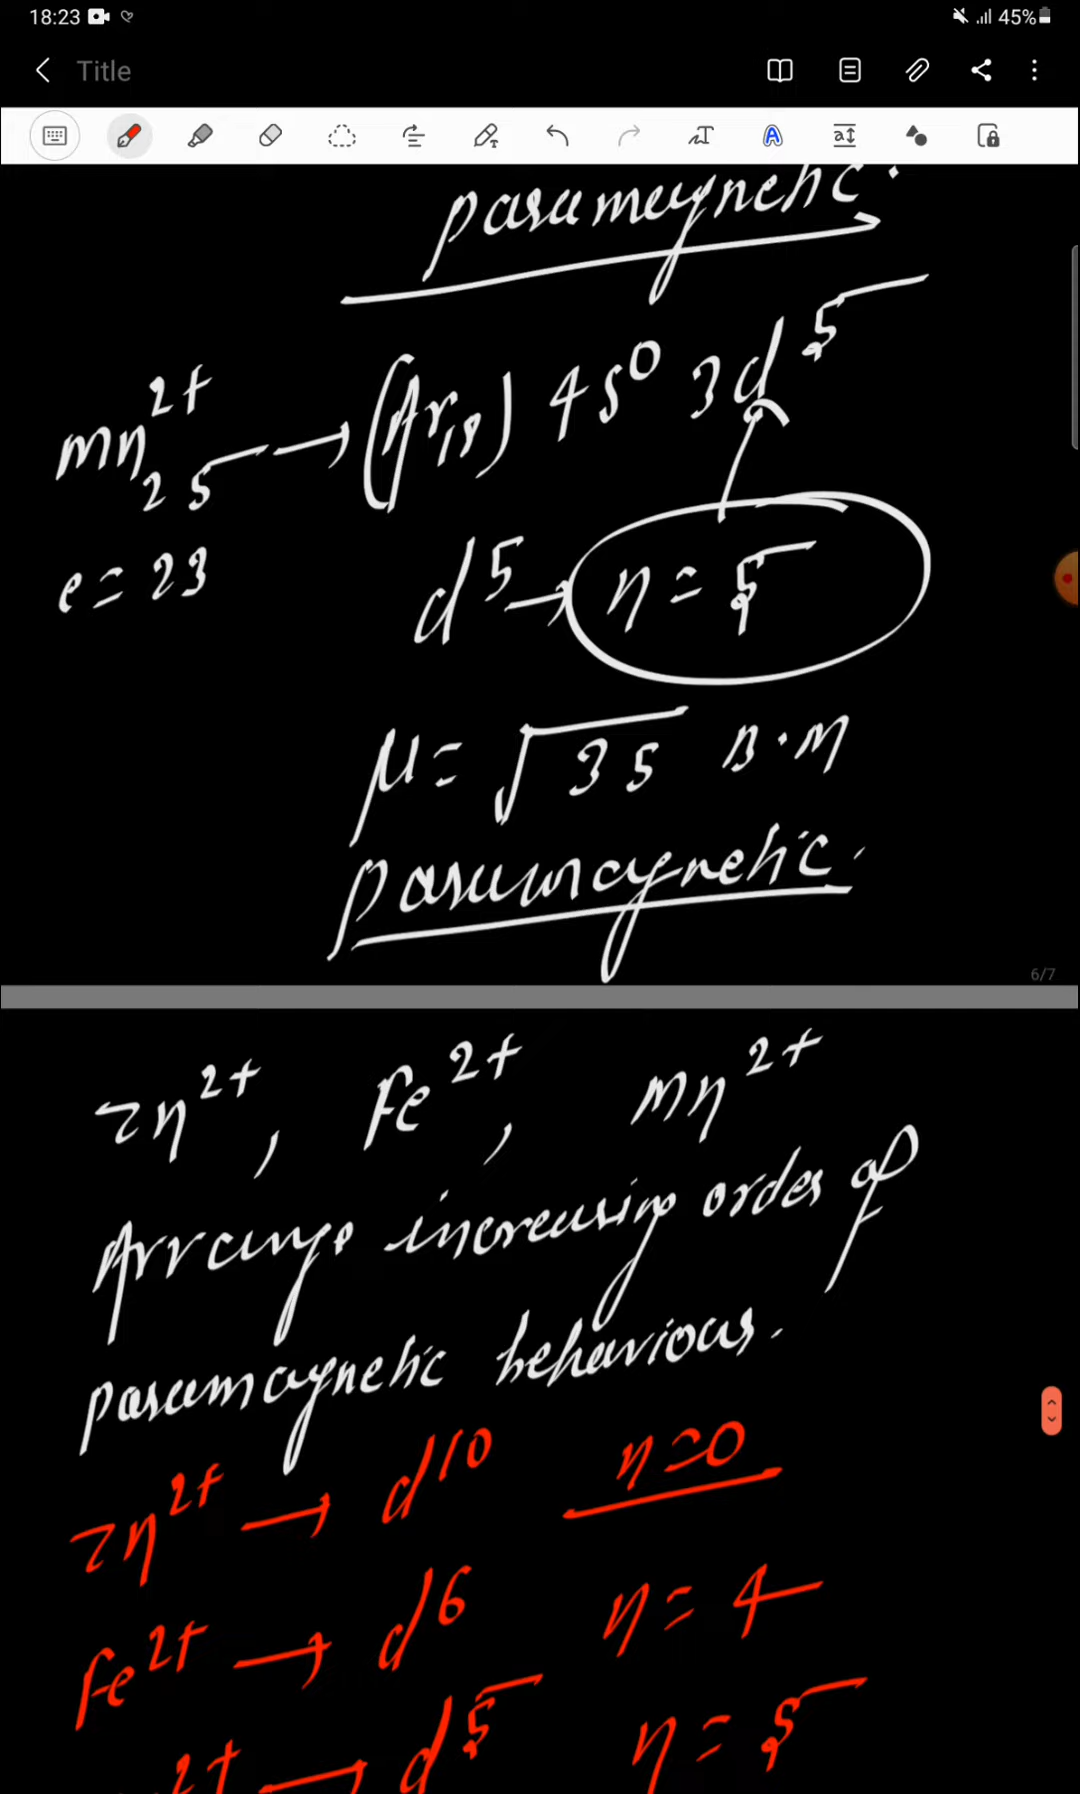 18:23 45%
Title
paramagnetic.
Mn²⁺₂₅ → (Ar₁₈) 4s⁰ 3d⁵
e = 23
d⁵ → n = 5
μ = √35 B.M
paramagnetic.
6/7
Zn²⁺, Fe²⁺, Mn²⁺
Arrange increasing order of
paramagnetic behaviour.
Zn²⁺ → d¹⁰ n=0
Fe²⁺ → d⁶ n = 4
²⁺ → d⁵ n = 5